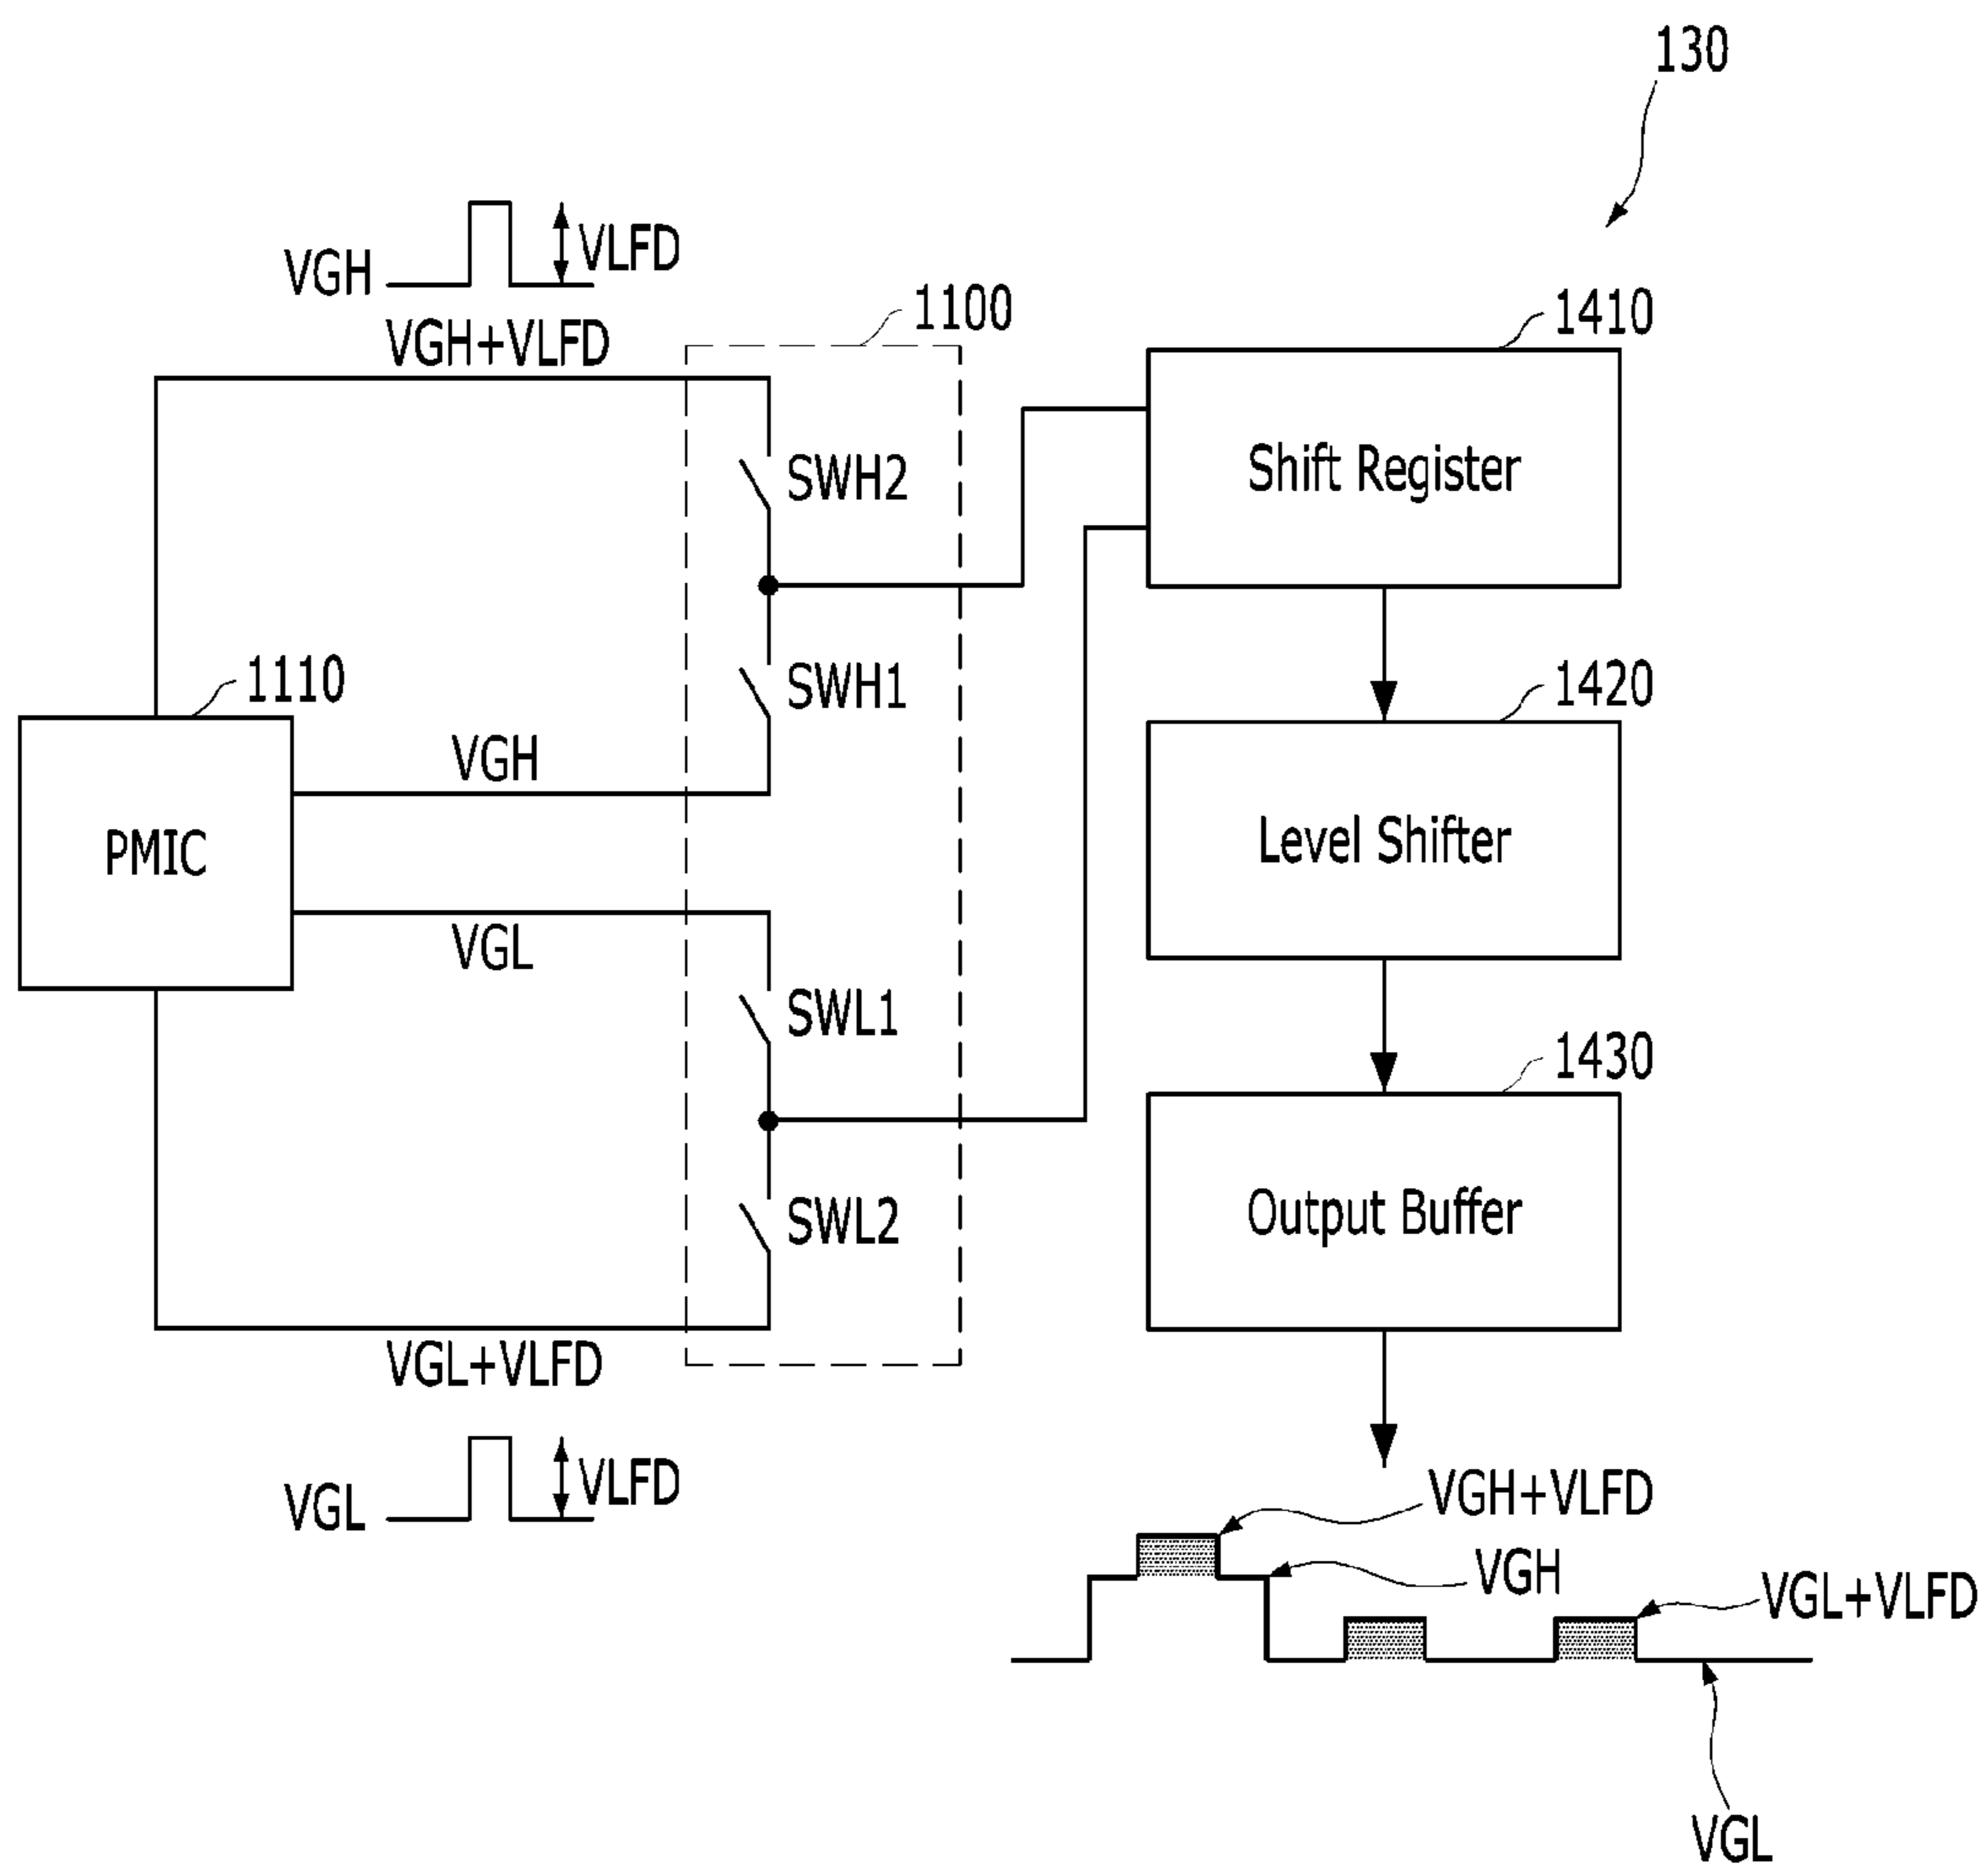 130
VGH
VLFD
VGH+VLFD
1100
1410
SWH2
Shift Register
SWH1
1110
1420
VGH
PMIC
Level Shifter
VGL
SWL1
1430
SWL2
Output Buffer
VGL+VLFD
VGL
VLFD
VGH+VLFD
VGH
VGL+VLFD
VGL